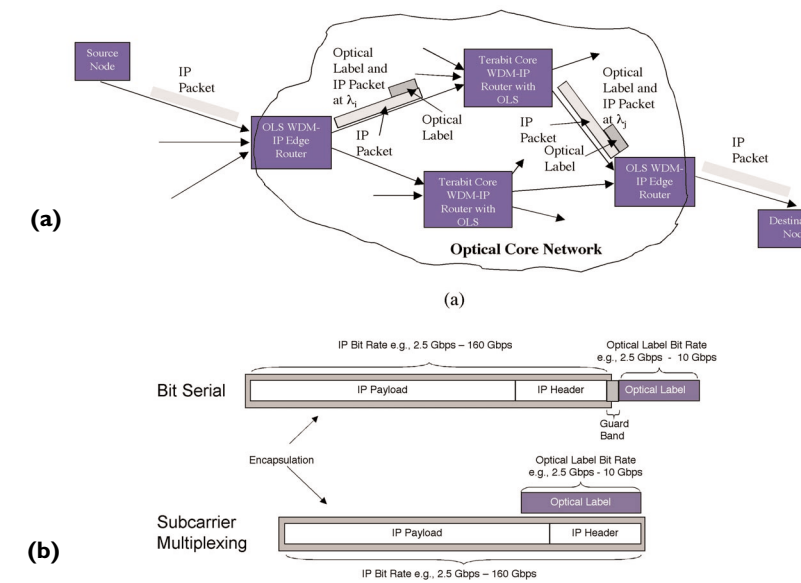 Source
Node
IP
Packet
Optical
Label and
IP Packet
at λi
Terabit Core
WDM-IP
Router with
OLS
Optical
Label and
IP Packet
at λj
OLS WDM-
IP Edge
Router
IP
Packet
Optical
Label
IP
Packet
Optical
Label
IP
Packet
OLS WDM-
IP Edge
Router
Terabit Core
WDM-IP
Router with
OLS
(a)
Optical Core Network
(a)
IP Bit Rate e.g., 2.5 Gbps – 160 Gbps
Optical Label Bit Rate
e.g., 2.5 Gbps - 10 Gbps
Bit Serial
IP Payload
IP Header
Optical Label
Guard
Band
Encapsulation
Optical Label Bit Rate
e.g., 2.5 Gbps - 10 Gbps
Optical Label
Subcarrier
Multiplexing
IP Payload
IP Header
(b)
IP Bit Rate e.g., 2.5 Gbps – 160 Gbps